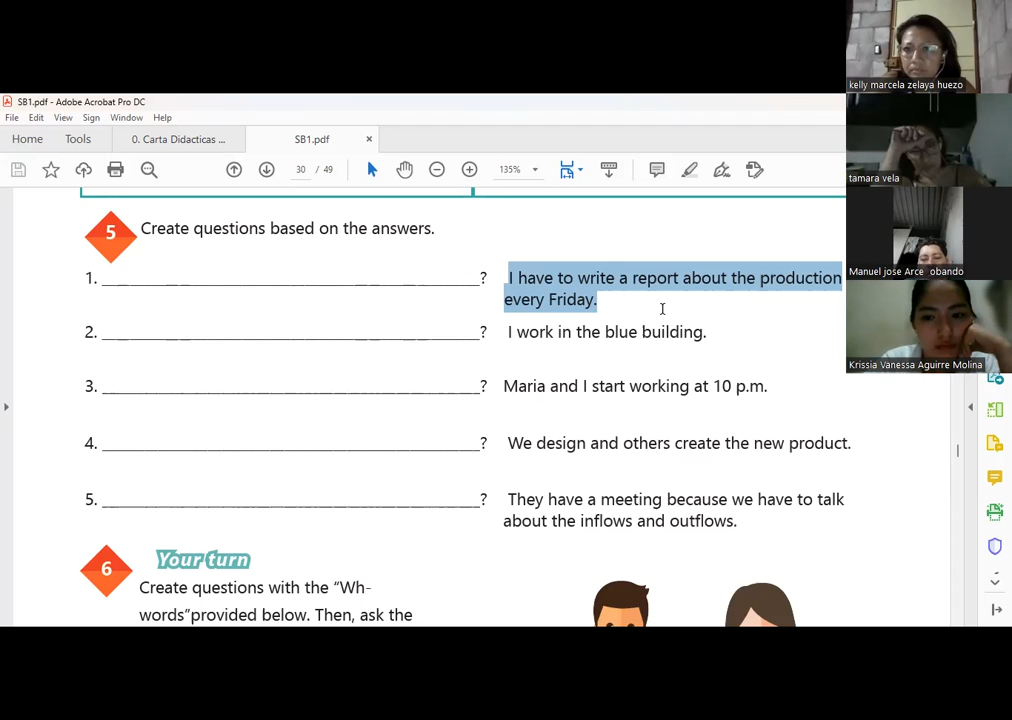 SB1.pdf - Adobe Acrobat Pro DC
File Edit View Sign Window Help
Home Tools 0. Carta Didacticas ... SB1.pdf ×
30 / 49 135%
5 Create questions based on the answers.
1. ________________________? I have to write a report about the production
every Friday.
2. ________________________? I work in the blue building.
3. ________________________? Maria and I start working at 10 p.m.
4. ________________________? We design and others create the new product.
5. ________________________? They have a meeting because we have to talk
about the inflows and outflows.
6 Your turn
Create questions with the “Wh-
words”provided below. Then, ask the
kelly marcela zelaya huezo
tamara vela
Manuel jose Arce obando
Krissia Vanessa Aguirre Molina